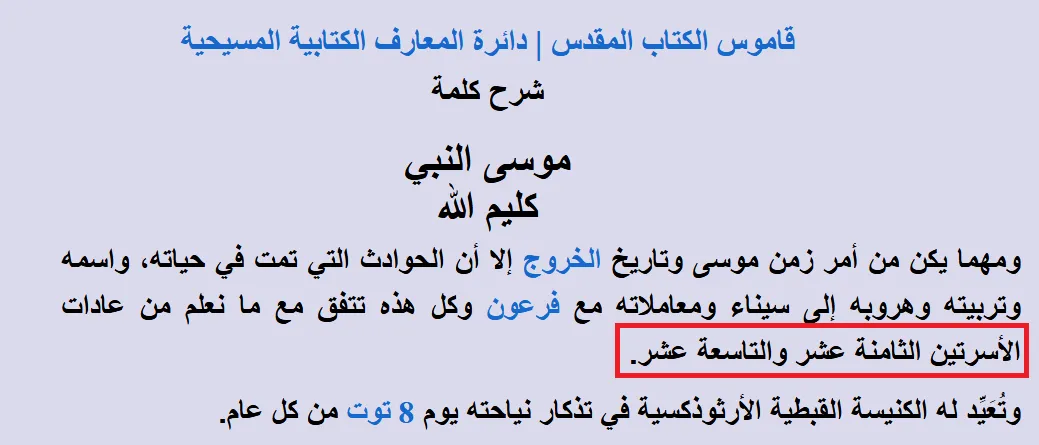 قاموس الكتاب المقدس | دائرة المعارف الكتابية المسيحية
شرح كلمة
موسى النبي
كليم الله
ومهما يكن من أمر زمن موسى وتاريخ الخروج إلا أن الحوادث التي تمت في حياته، واسمه
وتربيته وهروبه إلى سيناء ومعاملاته مع فرعون وكل هذه تتفق مع ما نعلم من عادات
الأسرتين الثامنة عشر والتاسعة عشر.
وتُعَيِّد له الكنيسة القبطية الأرثوذكسية في تذكار نياحته يوم 8 توت من كل عام.